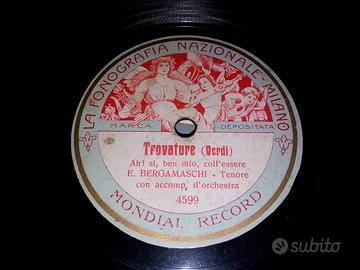 LA FONOGRAFIA NAZIONALE - MILANO
MARCA DEPOSITATA
Trovatore (Verdi)
Ah! sì, ben mio, coll'essere
E. BERGAMASCHI - Tenore
con accomp. d'orchestra
4599
MONDIAL RECORD
subito